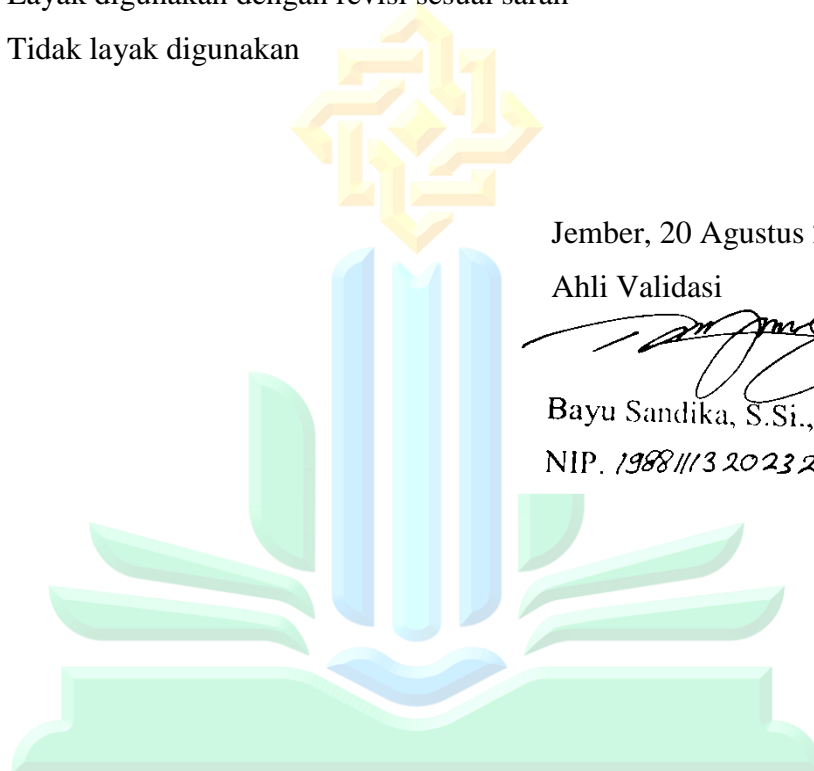 Layak digunakan dengan revisi sesuai saran
Tidak layak digunakan
Jember, 20 Agustus
Ahli Validasi
Bayu Sandika, S.Si.,
NIP. 19881113 20232